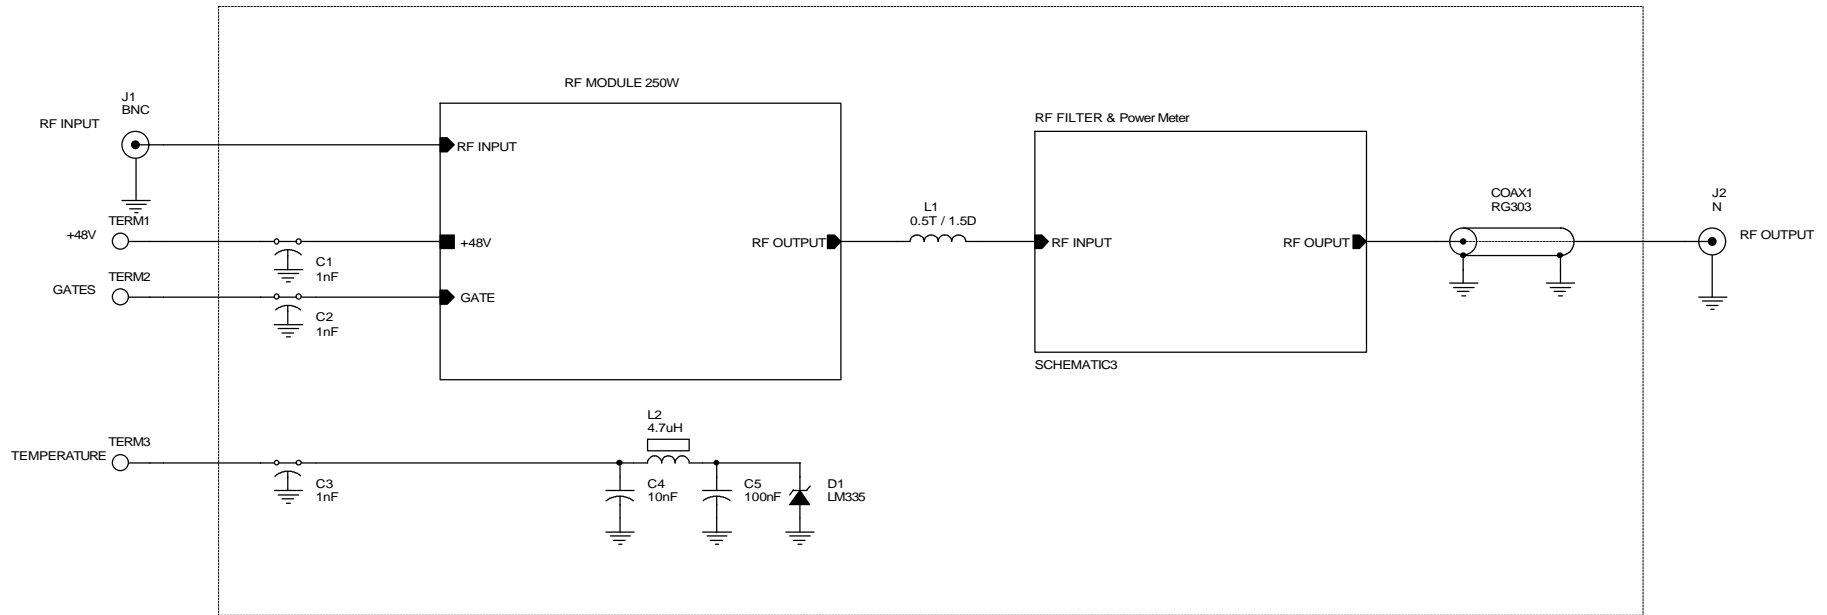 RF MODULE 250W
J1
BNC
RF INPUT
RF INPUT
RF FILTER & Power Meter
TERM1
+48V
+48V
C1
1nF
RF OUTPUT
L1
0.5T / 1.5D
RF INPUT
RF OUPUT
COAX1
RG303
J2
N
RF OUTPUT
TERM2
GATES
GATE
C2
1nF
SCHEMATIC3
TERM3
TEMPERATURE
C3
1nF
L2
4.7uH
C4
10nF
C5
100nF
D1
LM335